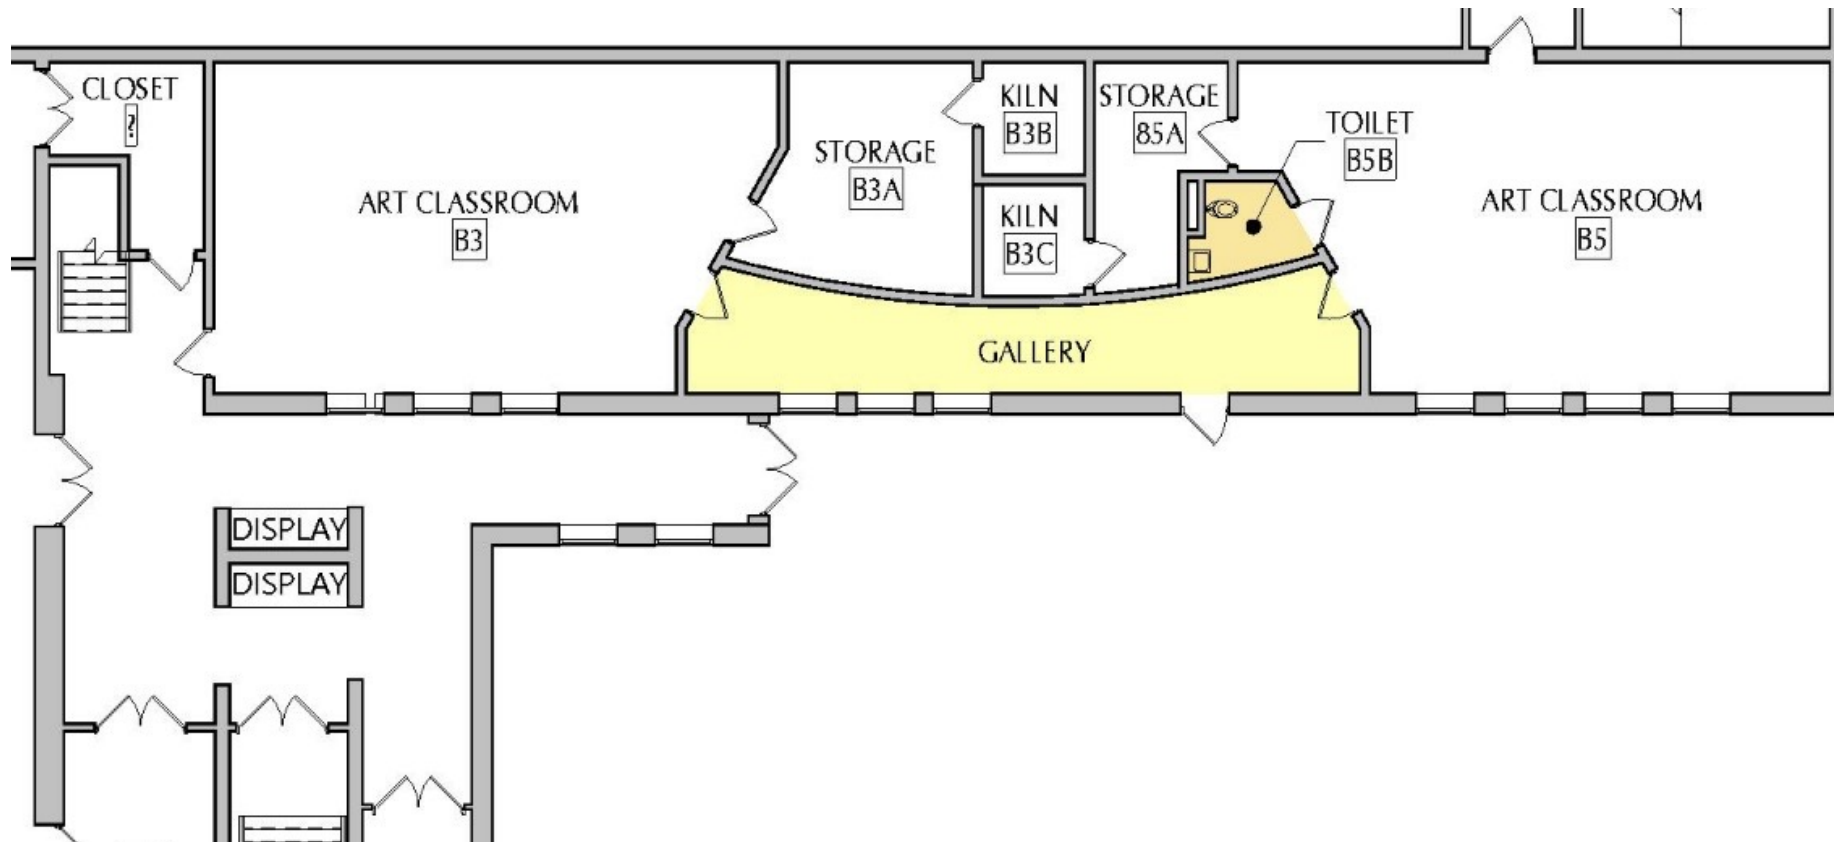 CLOSET
?
ART CLASSROOM
B3
STORAGE
B3A
KILN
B3B
KILN
B3C
STORAGE
85A
TOILET
B5B
ART CLASSROOM
B5
GALLERY
DISPLAY
DISPLAY